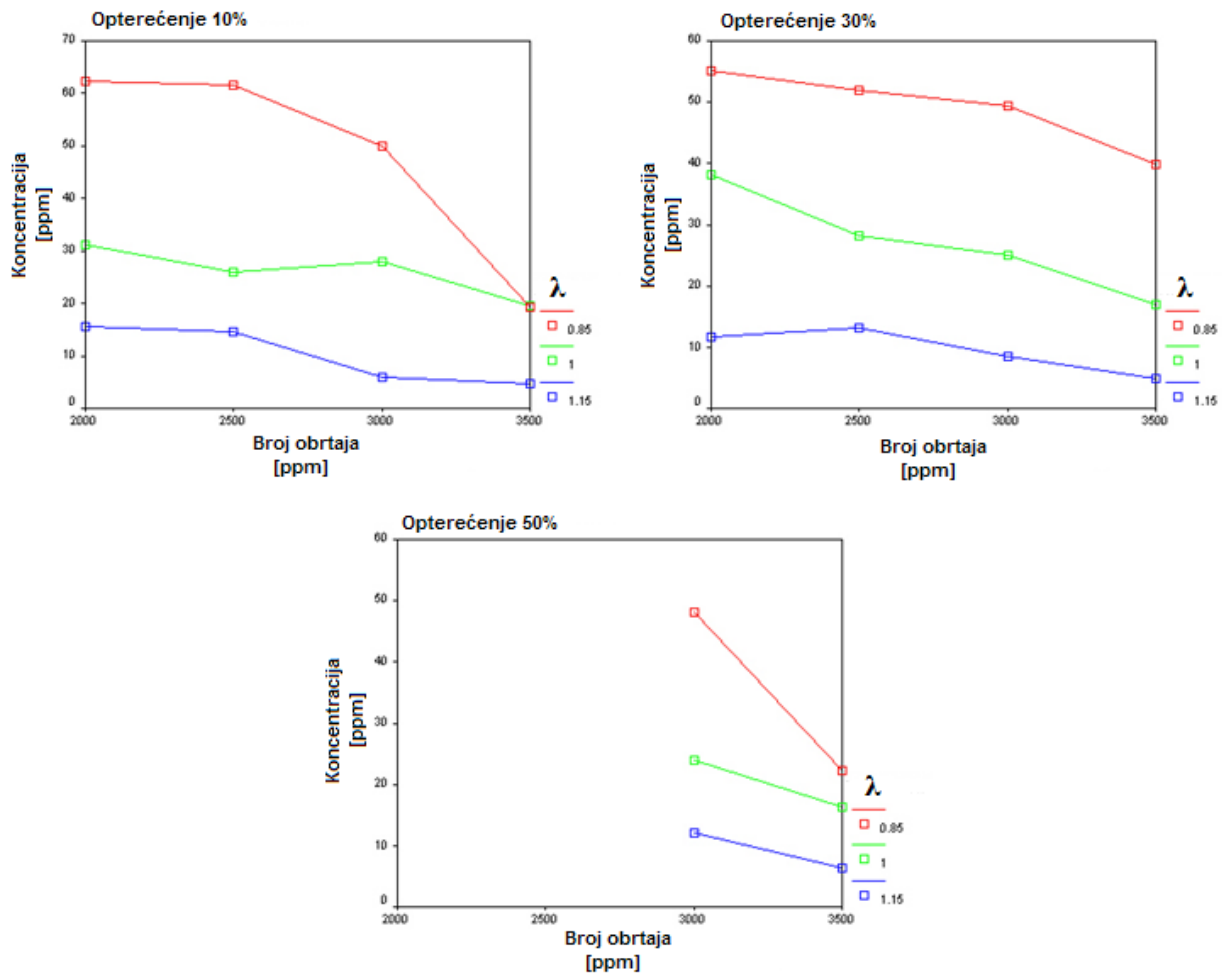 Opterećenje 10%
70
60
50
40
30
20
10
0
Koncentracija
[ppm]
2000 2500 3000 3500
Broj obrtaja
[ppm]
λ
0.85
1
1.15
Opterećenje 30%
60
50
40
30
20
10
0
Koncentracija
[ppm]
2000 2500 3000 3500
Broj obrtaja
[ppm]
λ
0.85
1
1.15
Opterećenje 50%
60
50
40
30
20
10
0
Koncentracija
[ppm]
2000 2500 3000 3500
Broj obrtaja
[ppm]
λ
0.85
1
1.15